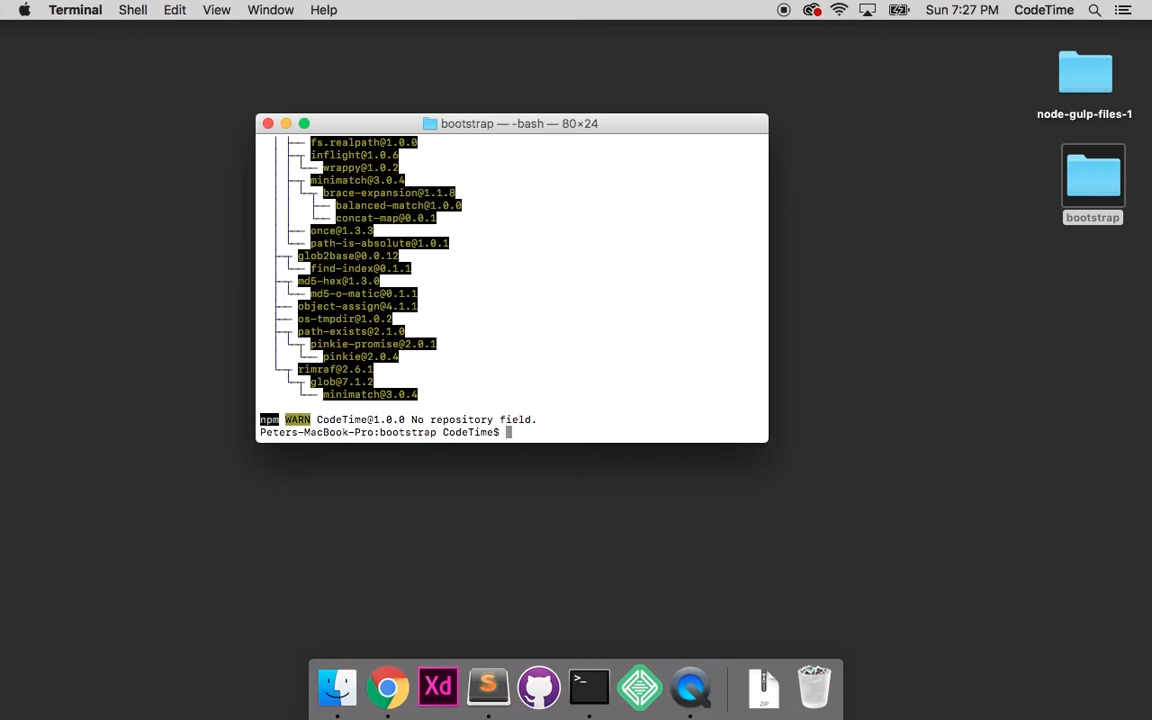 Terminal Shell Edit View Window Help Sun 7:27 PM CodeTime
node-gulp-files-1
bootstrap
bootstrap — -bash — 80×24
fs.realpath@1.0.0
inflight@1.0.6
wrappy@1.0.2
minimatch@3.0.4
brace-expansion@1.1.8
balanced-match@1.0.0
concat-map@0.0.1
once@1.3.3
path-is-absolute@1.0.1
glob2base@0.0.12
find-index@0.1.1
md5-hex@1.3.0
md5-o-matic@0.1.1
object-assign@4.1.1
os-tmpdir@1.0.2
path-exists@2.1.0
pinkie-promise@2.0.1
pinkie@2.0.4
rimraf@2.6.1
glob@7.1.2
minimatch@3.0.4
npm WARN CodeTime@1.0.0 No repository field.
Peters-MacBook-Pro:bootstrap CodeTime$
Xd
S
>_
ZIP